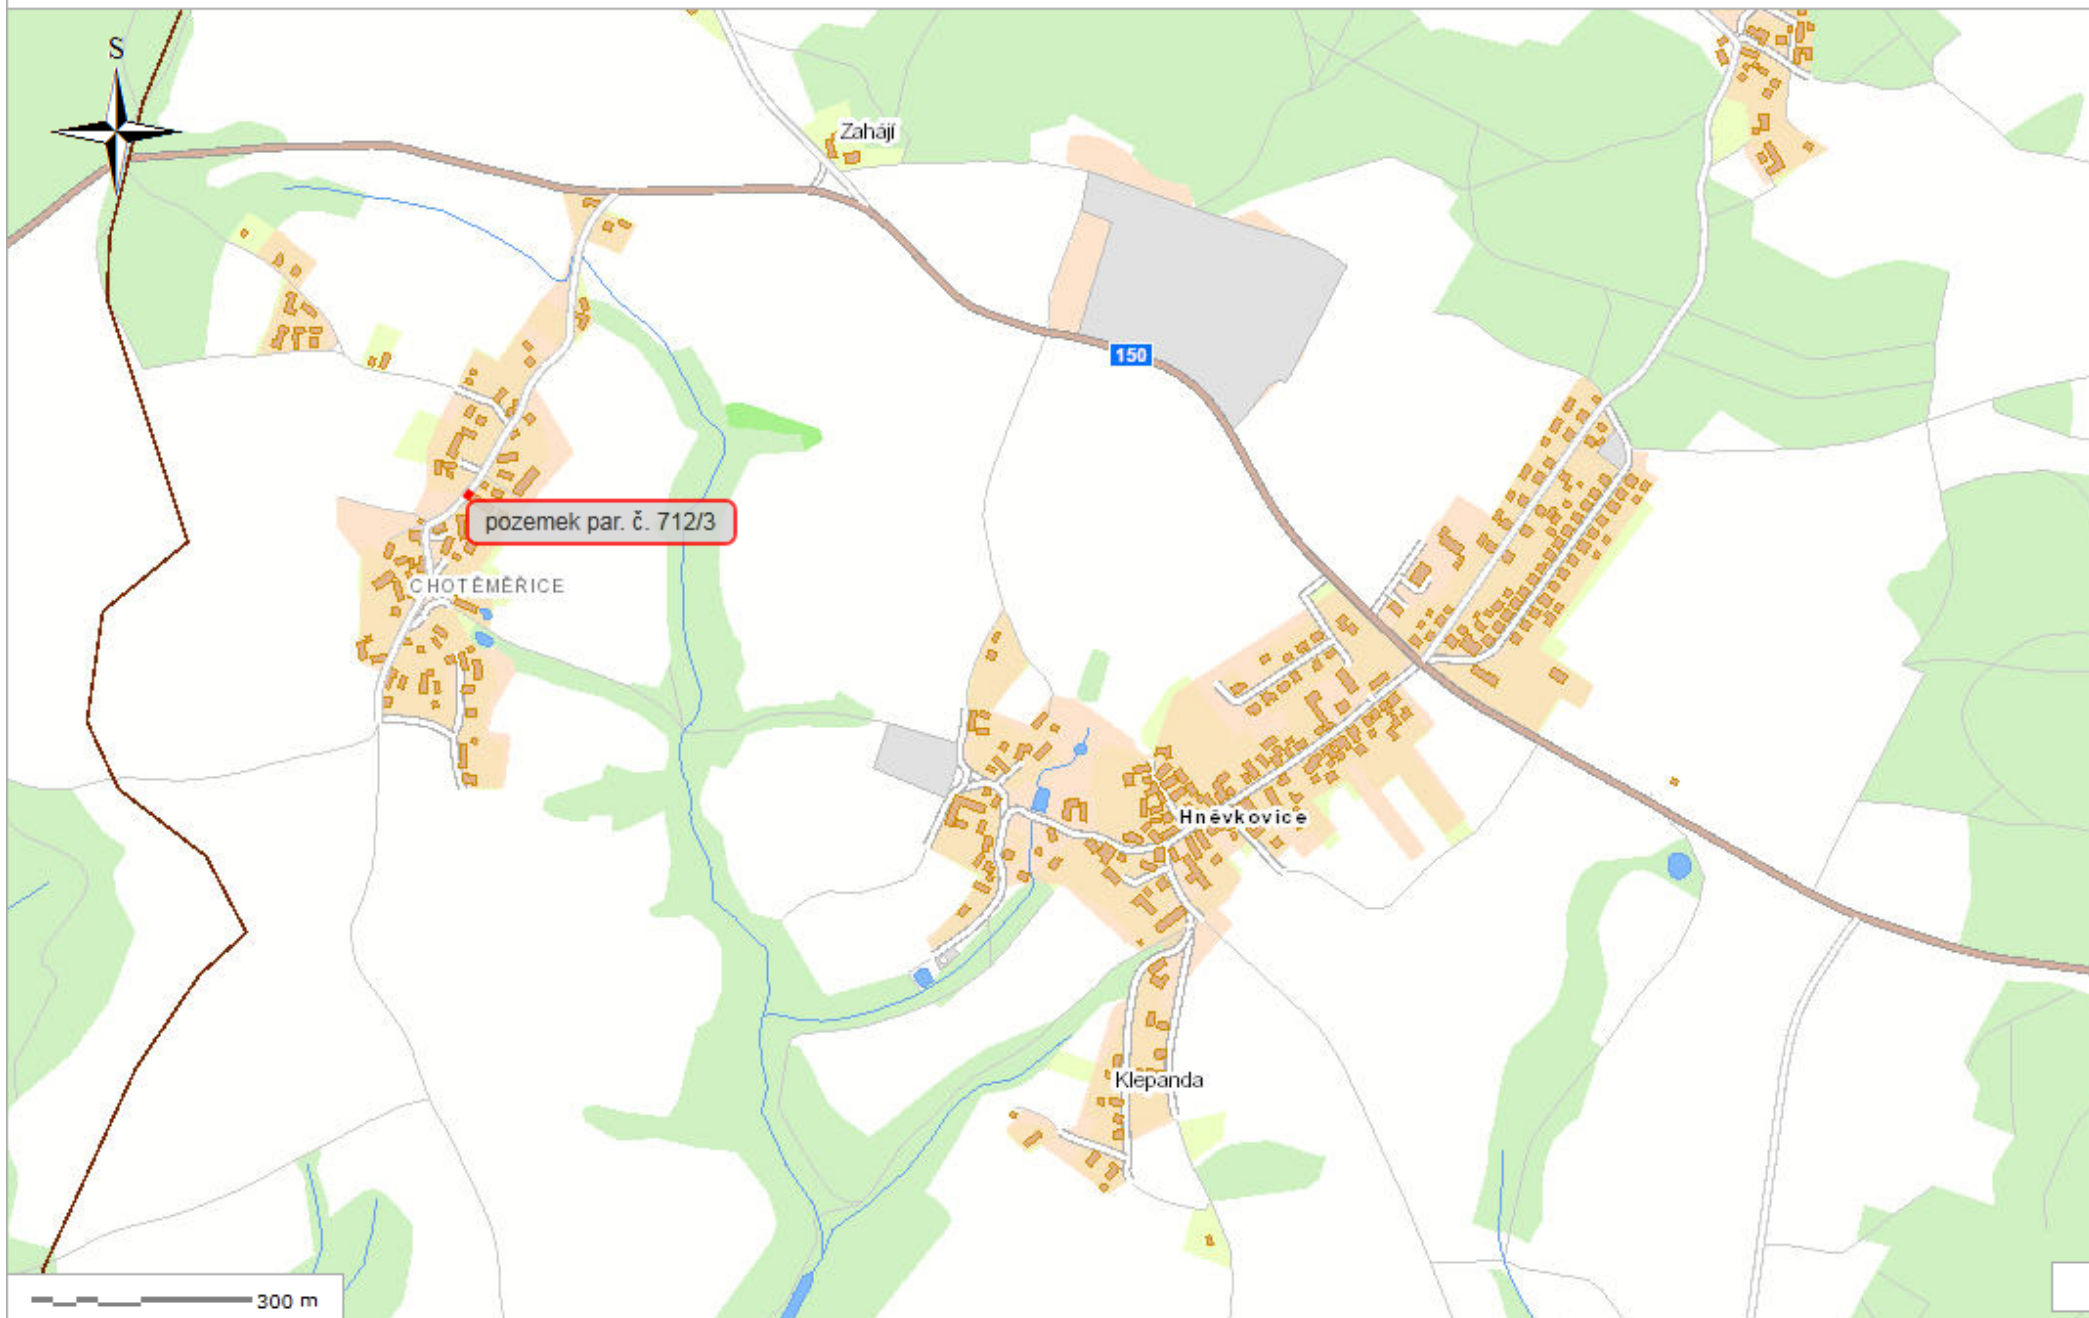 S
Zahájí
150
pozemek par. č. 712/3
CHOTĚMĚŘICE
Hněvkovice
Klepanda
300 m